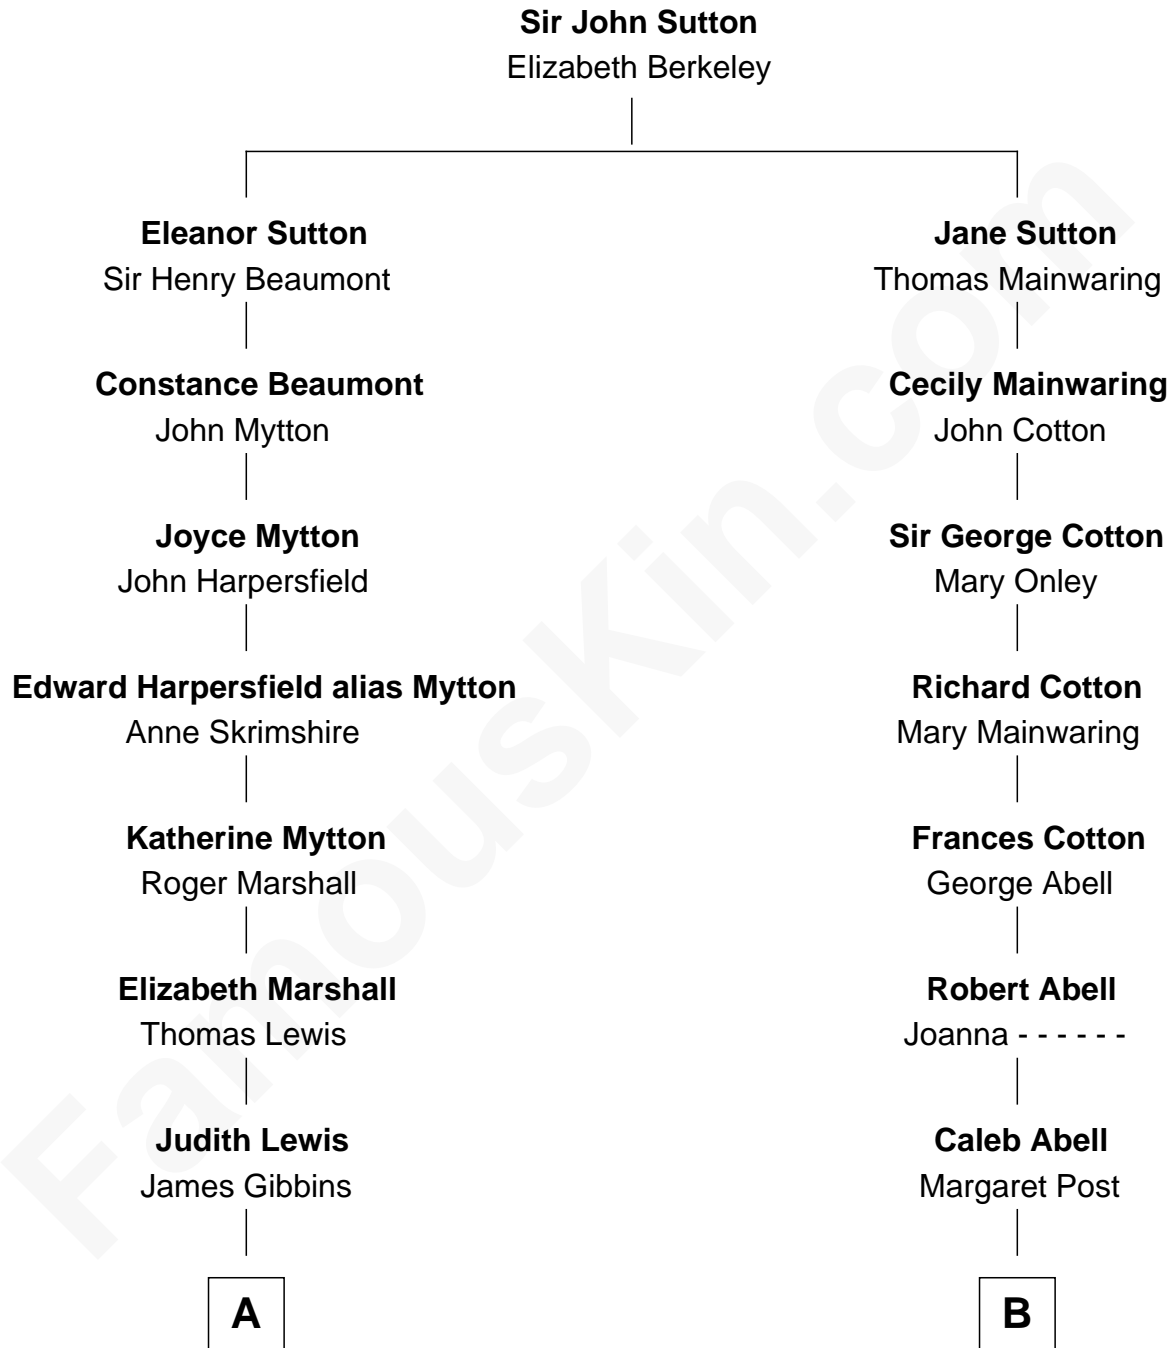 Sir John Sutton
Elizabeth Berkeley
Eleanor Sutton
Sir Henry Beaumont
Jane Sutton
Thomas Mainwaring
Constance Beaumont
John Mytton
Cecily Mainwaring
John Cotton
Joyce Mytton
John Harpersfield
Sir George Cotton
Mary Onley
Edward Harpersfield alias Mytton
Anne Skrimshire
Richard Cotton
Mary Mainwaring
Katherine Mytton
Roger Marshall
Frances Cotton
George Abell
Elizabeth Marshall
Thomas Lewis
Robert Abell
Joanna - - - - - -
Judith Lewis
James Gibbins
Caleb Abell
Margaret Post
A
B
FamousKin.com